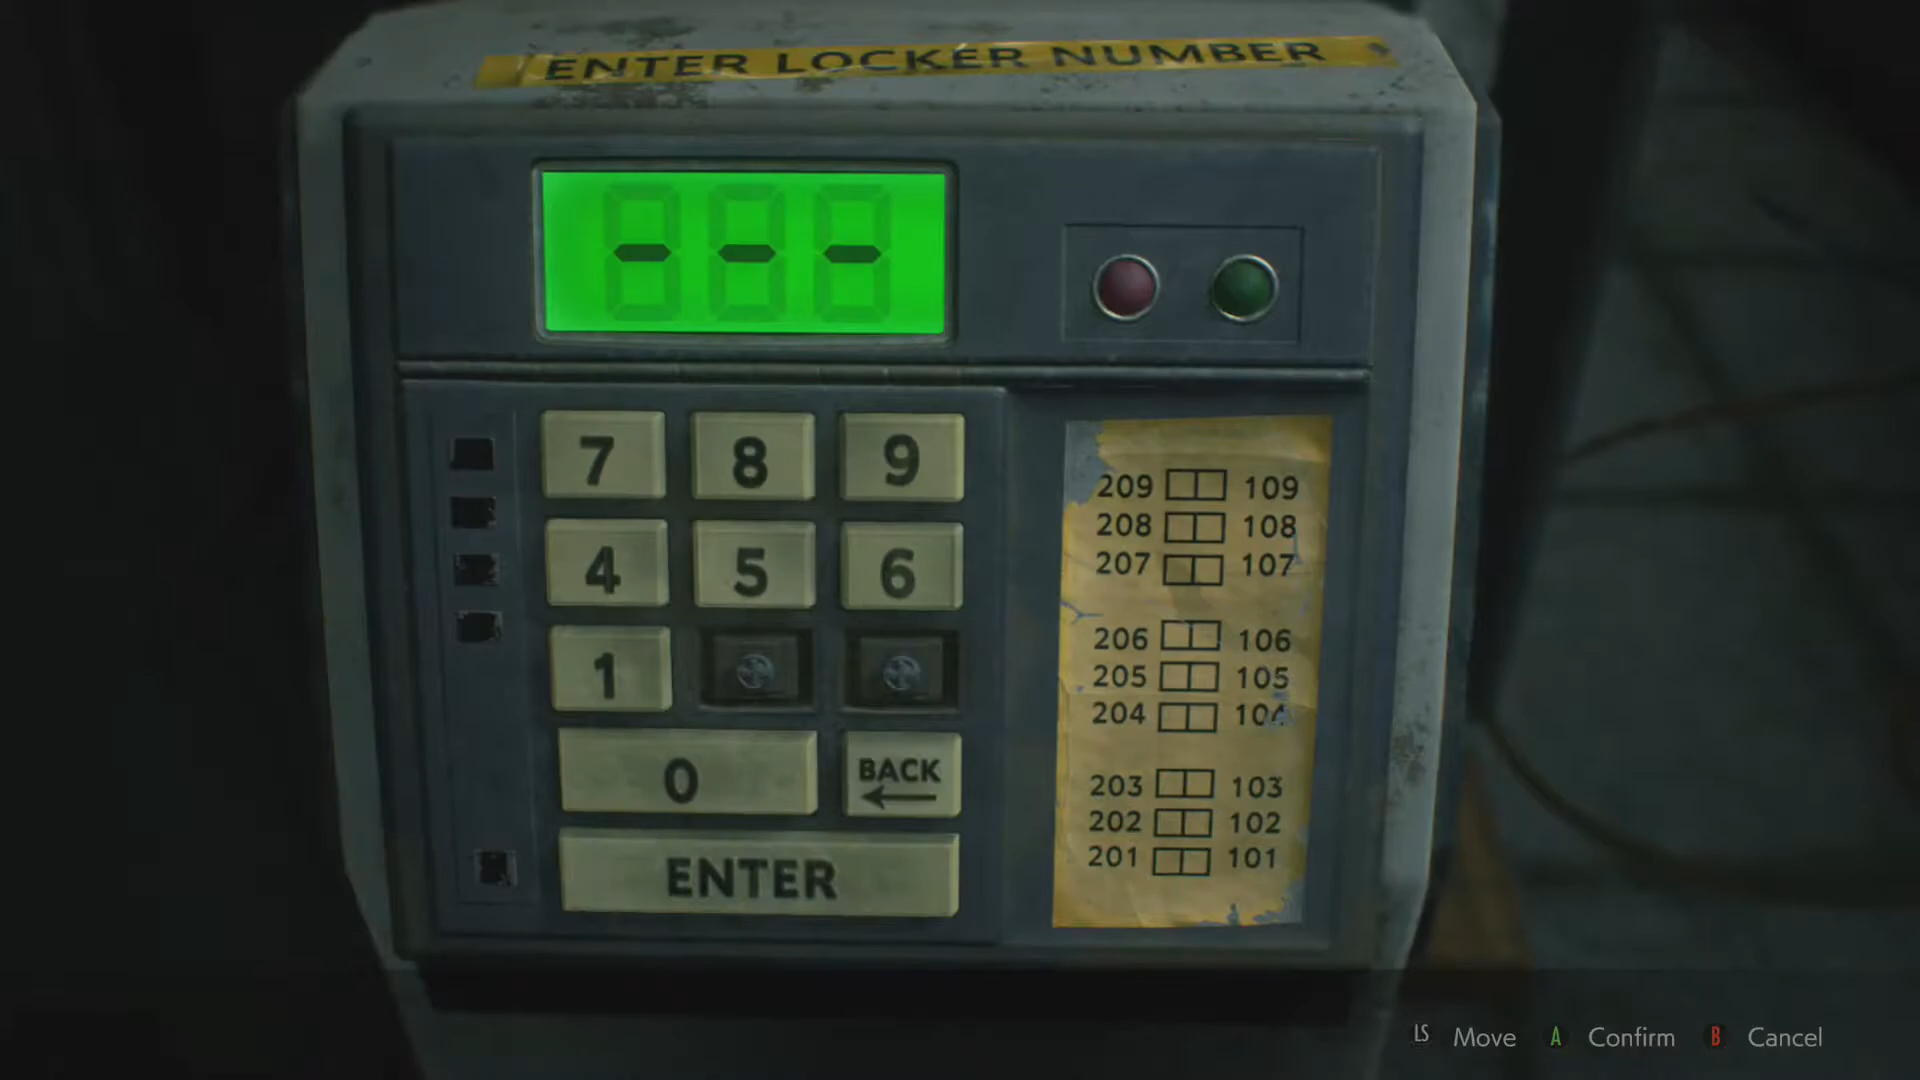 ENTER LOCKER NUMBER
---
7 8 9
4 5 6
1
0 BACK
ENTER
209 109
208 108
207 107
206 106
205 105
204 104
203 103
202 102
201 101
LS Move A Confirm B Cancel